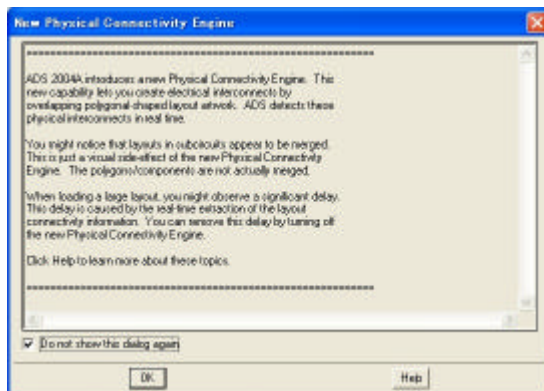 New Physical Connectivity Engine
==========================================================
ADS 2004A introduces a new Physical Connectivity Engine. This
new capability lets you create electrical interconnects by
overlapping polygonal-shaped layout artwork. ADS detects these
physical interconnects in real time.
You might notice that layouts in subcircuits appear to be merged.
This is just a visual side-effect of the new Physical Connectivity
Engine. The polygons/components are not actually merged.
When loading a large layout, you might observe a significant delay.
This delay is caused by the real-time extraction of the layout
connectivity information. You can remove this delay by turning off
the new Physical Connectivity Engine.
Click Help to learn more about these topics.
==========================================================
Do not show this dialog again
OK
Help